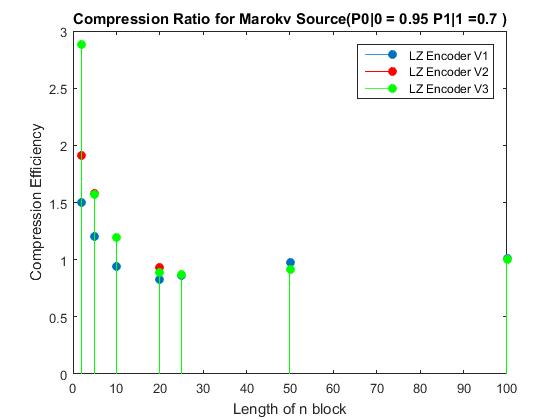 Compression Ratio for Marokv Source(P0|0 = 0.95 P1|1 =0.7 )
LZ Encoder V1
LZ Encoder V2
LZ Encoder V3
Compression Efficiency
3
2.5
2
1.5
1
0.5
0
0 10 20 30 40 50 60 70 80 90 100
Length of n block